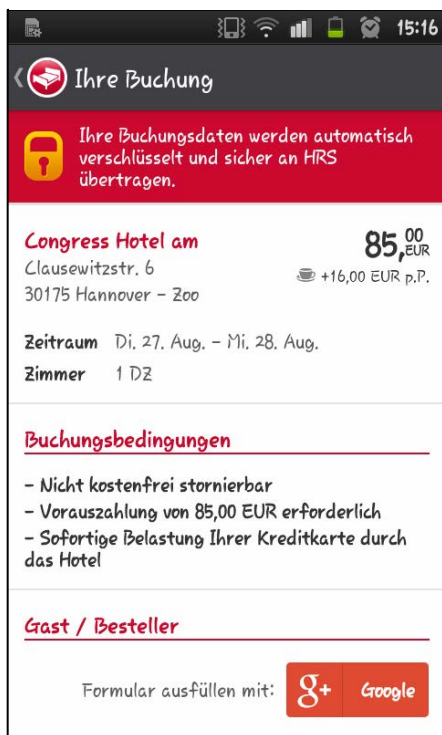 15:16
Ihre Buchung
Ihre Buchungsdaten werden automatisch
verschlüsselt und sicher an HRS
übertragen.
Congress Hotel am
85,00 EUR
Clausewitzstr. 6
+16,00 EUR p.P.
30175 Hannover – Zoo
Zeitraum Di. 27. Aug. – Mi. 28. Aug.
Zimmer 1 DZ
Buchungsbedingungen
– Nicht kostenfrei stornierbar
– Vorauszahlung von 85,00 EUR erforderlich
– Sofortige Belastung Ihrer Kreditkarte durch
das Hotel
Gast / Besteller
Formular ausfüllen mit: g+ Google